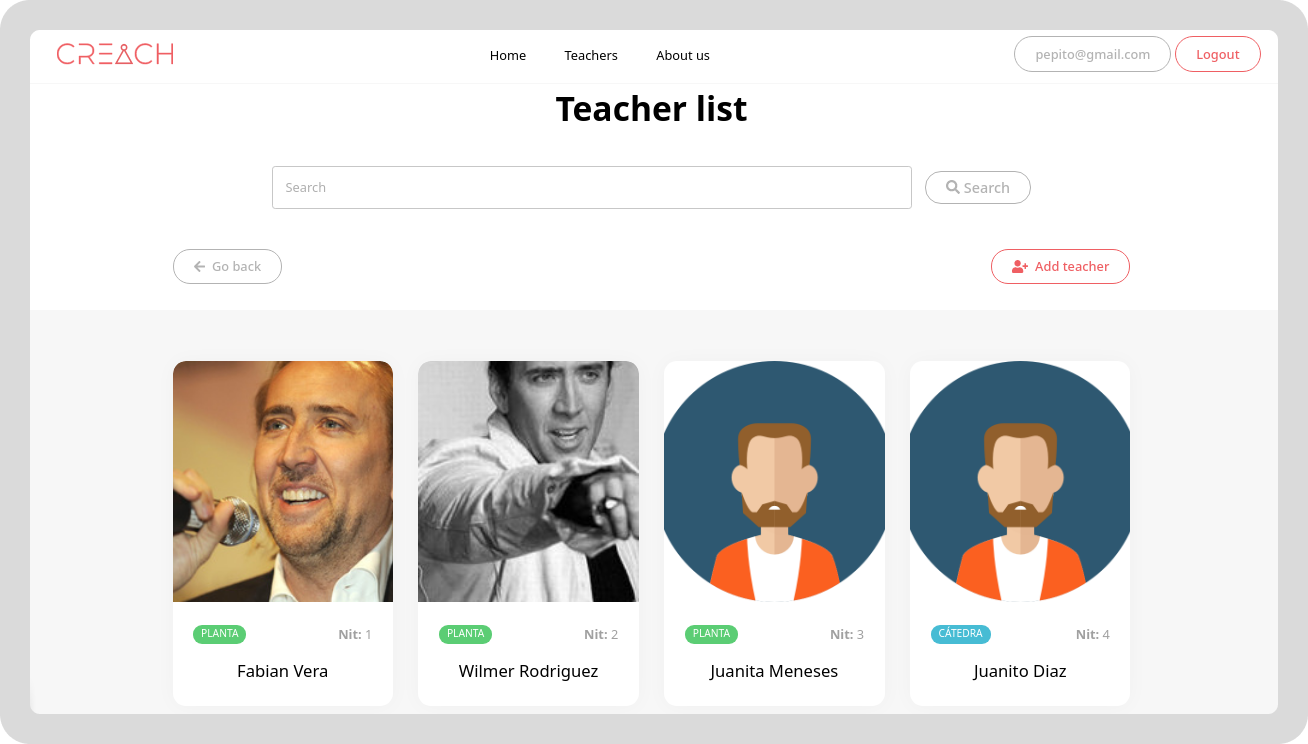 CREACH
Home Teachers About us
pepito@gmail.com
Logout
Teacher list
Search
Search
Go back
Add teacher
PLANTA Nit: 1
Fabian Vera
PLANTA Nit: 2
Wilmer Rodriguez
PLANTA Nit: 3
Juanita Meneses
CÁTEDRA Nit: 4
Juanito Diaz